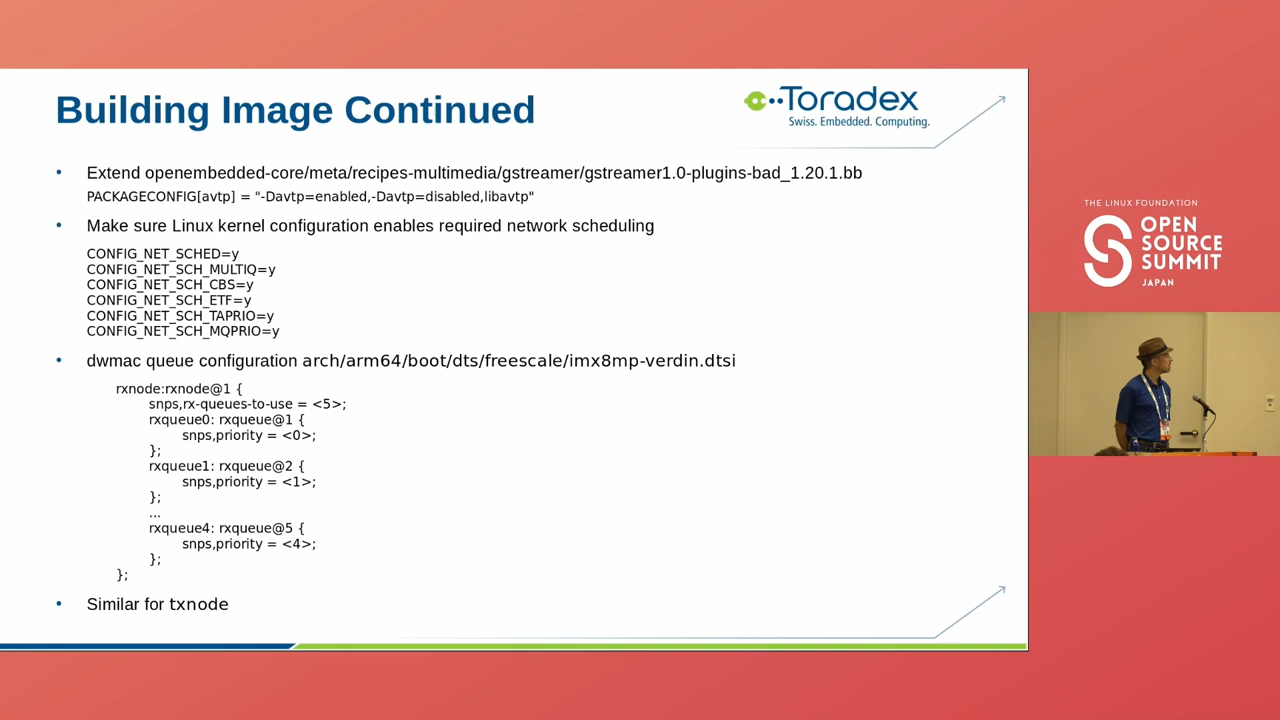 Building Image Continued
Toradex
Swiss. Embedded. Computing.
• Extend openembedded-core/meta/recipes-multimedia/gstreamer/gstreamer1.0-plugins-bad_1.20.1.bb
PACKAGECONFIG[avtp] = "-Davtp=enabled,-Davtp=disabled,libavtp"
• Make sure Linux kernel configuration enables required network scheduling
CONFIG_NET_SCHED=y
CONFIG_NET_SCH_MULTIQ=y
CONFIG_NET_SCH_CBS=y
CONFIG_NET_SCH_ETF=y
CONFIG_NET_SCH_TAPRIO=y
CONFIG_NET_SCH_MQPRIO=y
• dwmac queue configuration arch/arm64/boot/dts/freescale/imx8mp-verdin.dtsi
rxnode:rxnode@1 {
snps,rx-queues-to-use = <5>;
rxqueue0: rxqueue@1 {
snps,priority = <0>;
};
rxqueue1: rxqueue@2 {
snps,priority = <1>;
};
...
rxqueue4: rxqueue@5 {
snps,priority = <4>;
};
};
• Similar for txnode
THE LINUX FOUNDATION
OPEN
SOURCE
SUMMIT
JAPAN